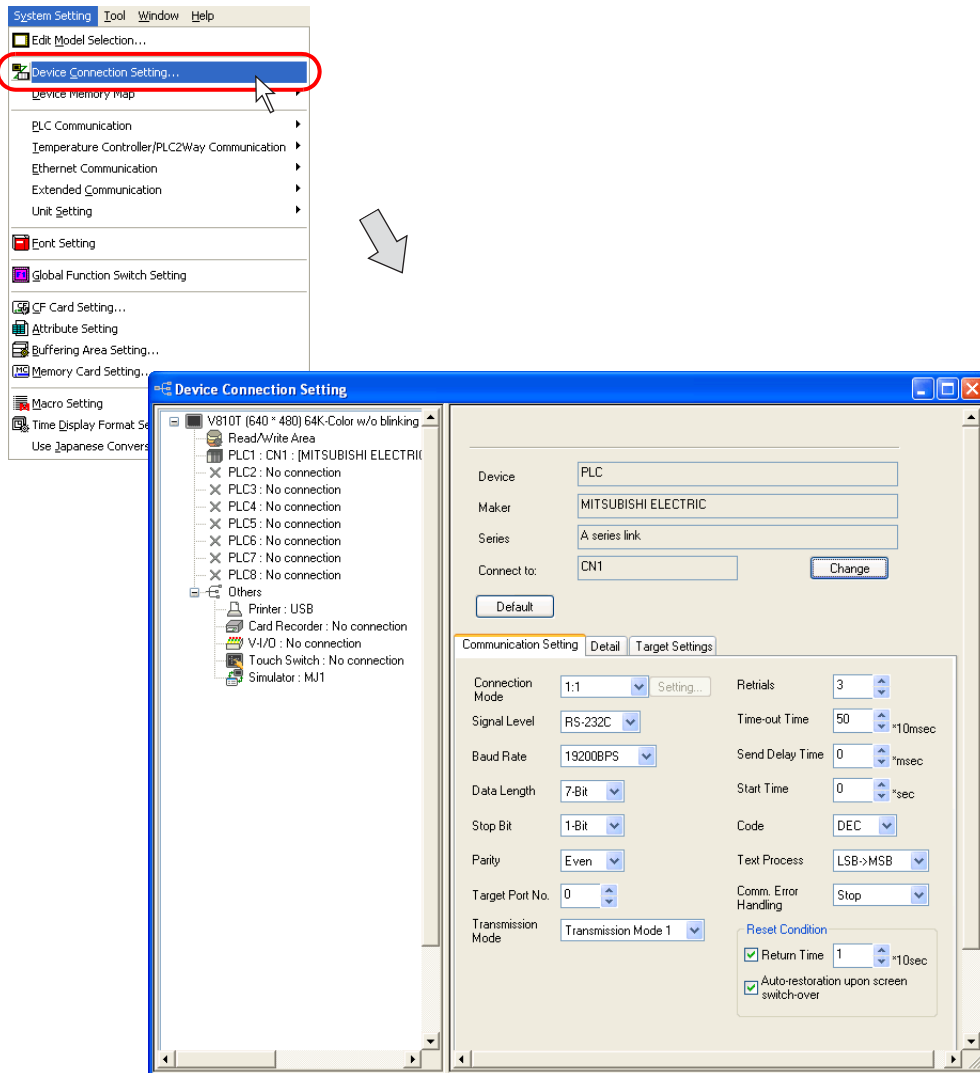 System Setting Tool Window Help
Edit Model Selection...
Device Connection Setting...
Device Memory Map
PLC Communication
Temperature Controller/PLC2Way Communication
Ethernet Communication
Extended Communication
Unit Setting
Font Setting
Global Function Switch Setting
CF Card Setting...
Attribute Setting
Buffering Area Setting...
Memory Card Setting...
Macro Setting
Time Display Format Se
Use Japanese Convers
Device Connection Setting
V810T (640 * 480) 64K-Color w/o blinking
Read/Write Area
PLC1 : CN1 : [MITSUBISHI ELECTRI
PLC2 : No connection
PLC3 : No connection
PLC4 : No connection
PLC5 : No connection
PLC6 : No connection
PLC7 : No connection
PLC8 : No connection
Others
Printer : USB
Card Recorder : No connection
V-I/O : No connection
Touch Switch : No connection
Simulator : MJ1
Device PLC
Maker MITSUBISHI ELECTRIC
Series A series link
Connect to: CN1 Change
Default
Communication Setting Detail Target Settings
Connection Mode 1:1 Setting...
Signal Level RS-232C
Baud Rate 19200BPS
Data Length 7-Bit
Stop Bit 1-Bit
Parity Even
Target Port No. 0
Transmission Mode Transmission Mode 1
Retrials 3
Time-out Time 50 *10msec
Send Delay Time 0 *msec
Start Time 0 *sec
Code DEC
Text Process LSB->MSB
Comm. Error Handling Stop
Reset Condition
Return Time 1 *10sec
Auto-restoration upon screen
switch-over